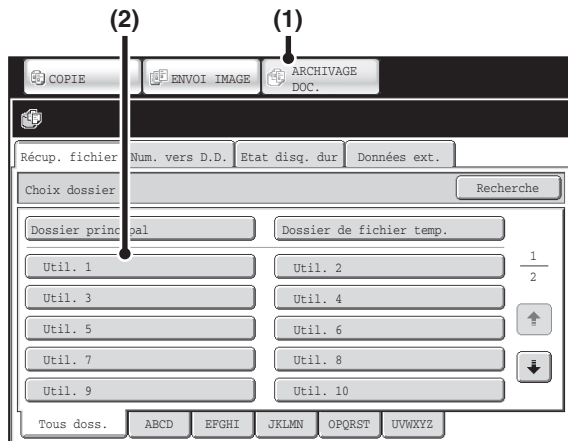 (2) (1)
COPIE ENVOI IMAGE ARCHIVAGE
DOC.
Récup. fichier Num. vers D.D. Etat disq. dur Données ext.
Choix dossier Recherche
Dossier principal Dossier de fichier temp.
Util. 1 Util. 2 1
2
Util. 3 Util. 4
Util. 5 Util. 6
Util. 7 Util. 8
Util. 9 Util. 10
Tous doss. ABCD EFGHI JKLMN OPQRST UVWXYZ